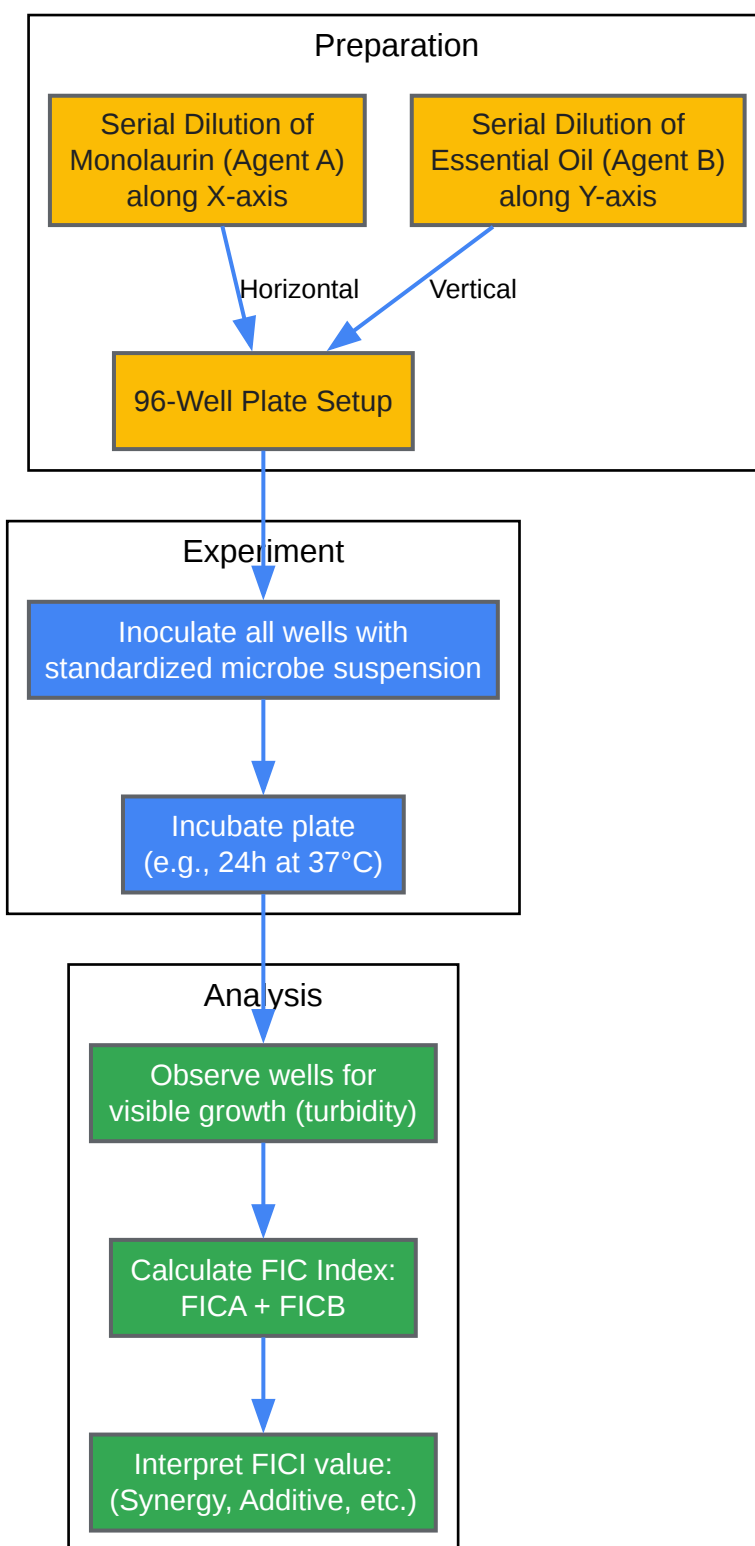 Preparation
Serial Dilution of
Monolaurin (Agent A)
along X-axis
Serial Dilution of
Essential Oil (Agent B)
along Y-axis
Horizontal
Vertical
96-Well Plate Setup
Experiment
Inoculate all wells with
standardized microbe suspension
Incubate plate
(e.g., 24h at 37°C)
Analysis
Observe wells for
visible growth (turbidity)
Calculate FIC Index:
FICA + FICB
Interpret FICI value:
(Synergy, Additive, etc.)